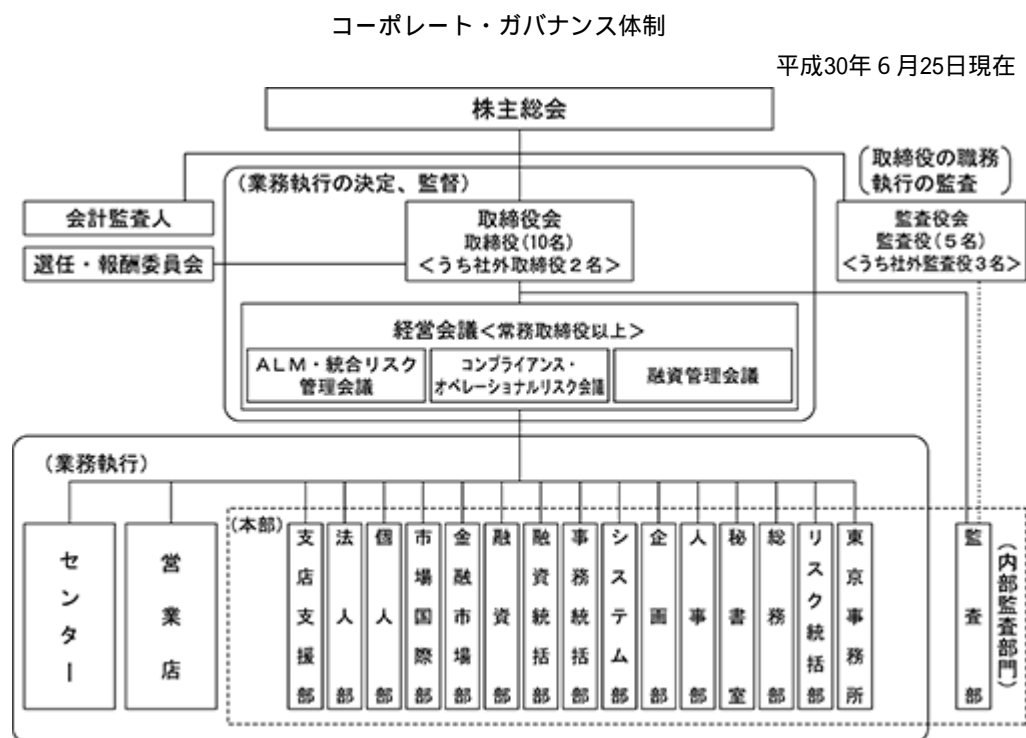 コーポレート・ガバナンス体制
平成30年6月25日現在
株主総会
(業務執行の決定、監督)
取締役の職務
執行の監査
会計監査人
選任・報酬委員会
取締役会
取締役(10名)
<うち社外取締役2名>
監査役会
監査役(5名)
<うち社外監査役3名>
経営会議<常務取締役以上>
ALM・統合リスク
管理会議
コンプライアンス・
オペレーショナルリスク会議
融資管理会議
(業務執行)
センター
営業店
(本部)
支店支援部
法人部
個人部
市場国際部
金融市場部
融資部
融資統括部
事務統括部
システム部
企画部
人事部
秘書室
総務部
リスク統括部
東京事務所
監査部
(内部監査部門)